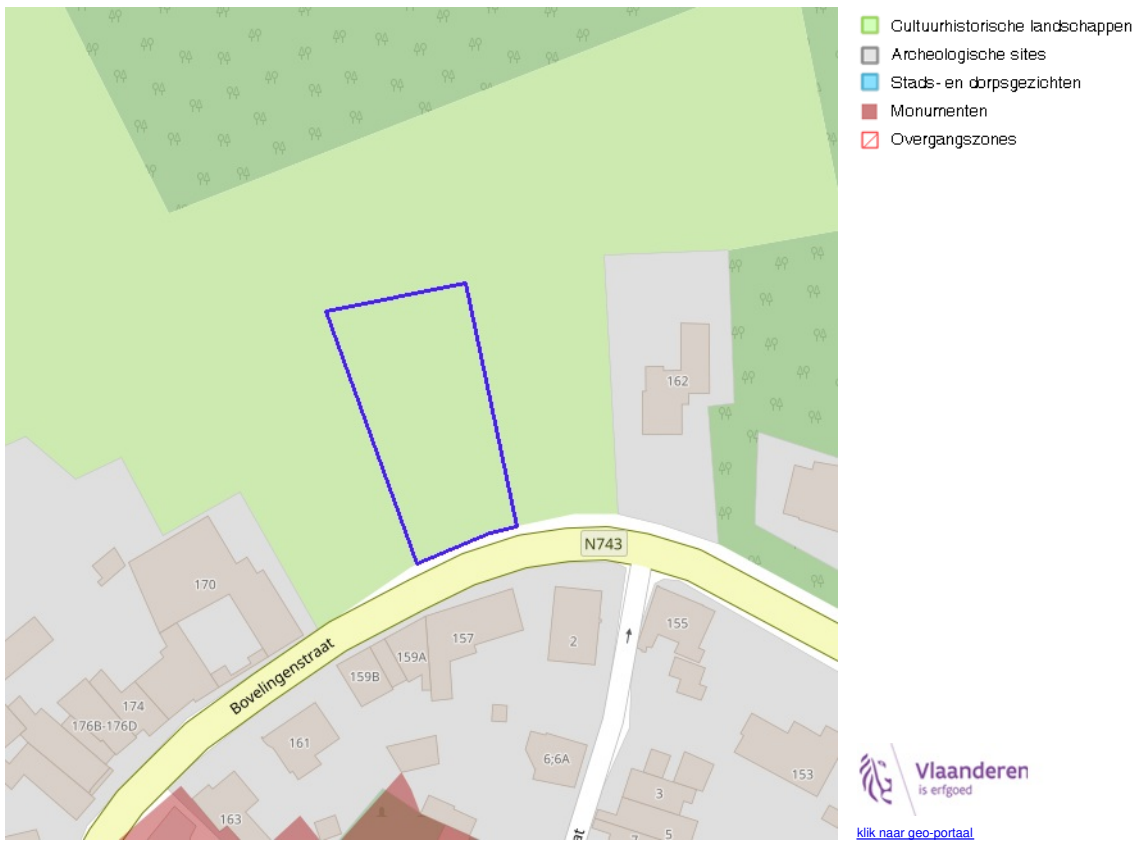 Cultuurhistorische landschappen
Archeologische sites
Stads- en dorpsgezichten
Monumenten
Overgangszones
162
N743
170
155
157
2
159A
159B
174
176B-176D
Bovelingenstraat
161
6;6A
153
3
163
5
7
at
Vlaanderen
is erfgoed
klik naar geo-portaal